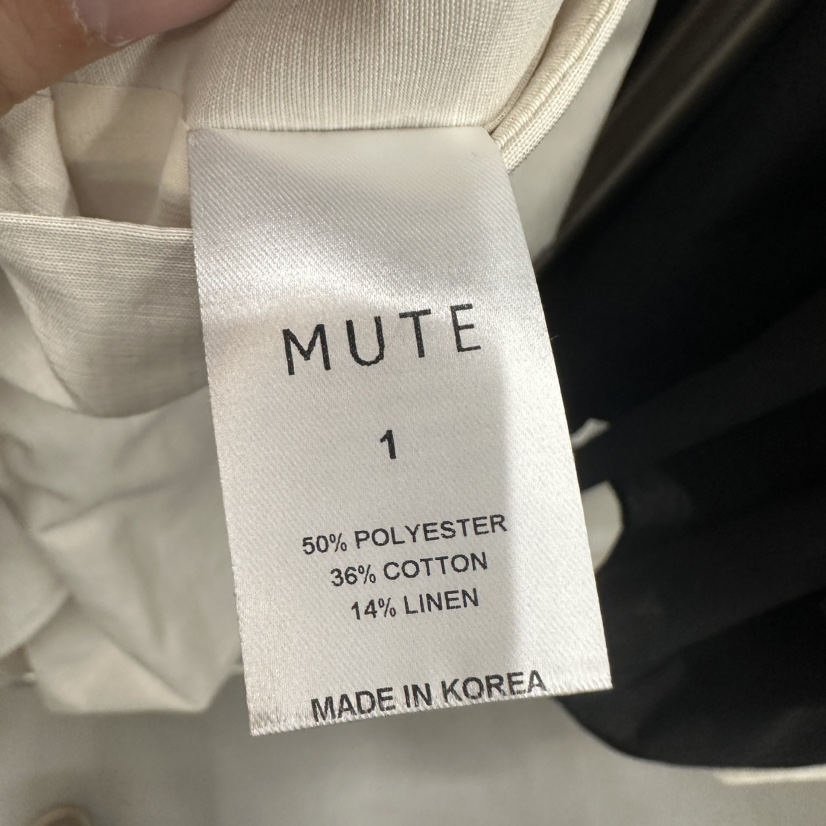 MUTE
1
50% POLYESTER
36% COTTON
14% LINEN
MADE IN KOREA